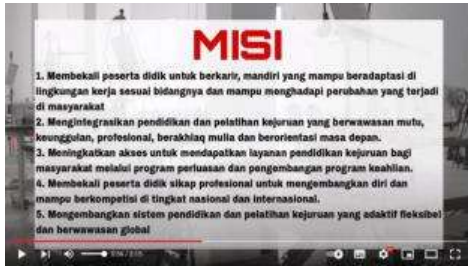 MISI
1. Membekali peserta didik untuk berkarir, mandiri yang mampu beradaptasi di
lingkungan kerja sesuai bidangnya dan mampu menghadapi perubahan yang terjadi
di masyarakat
2. Mengintegrasikan pendidikan dan pelatihan kejuruan yang berwawasan mutu,
keunggulan, profesional, berakhlaq mulia dan berorientasi masa depan.
3. Meningkatkan akses untuk mendapatkan layanan pendidikan kejuruan bagi
masyarakat melalui program perluasan dan pengembangan program keahlian.
4. Membekali peserta didik sikap profesional untuk mengembangkan diri dan
mampu berkompetisi di tingkat nasional dan internasional.
5. Mengembangkan sistem pendidikan dan pelatihan kejuruan yang adaktif fleksibel
dan berwawasan global